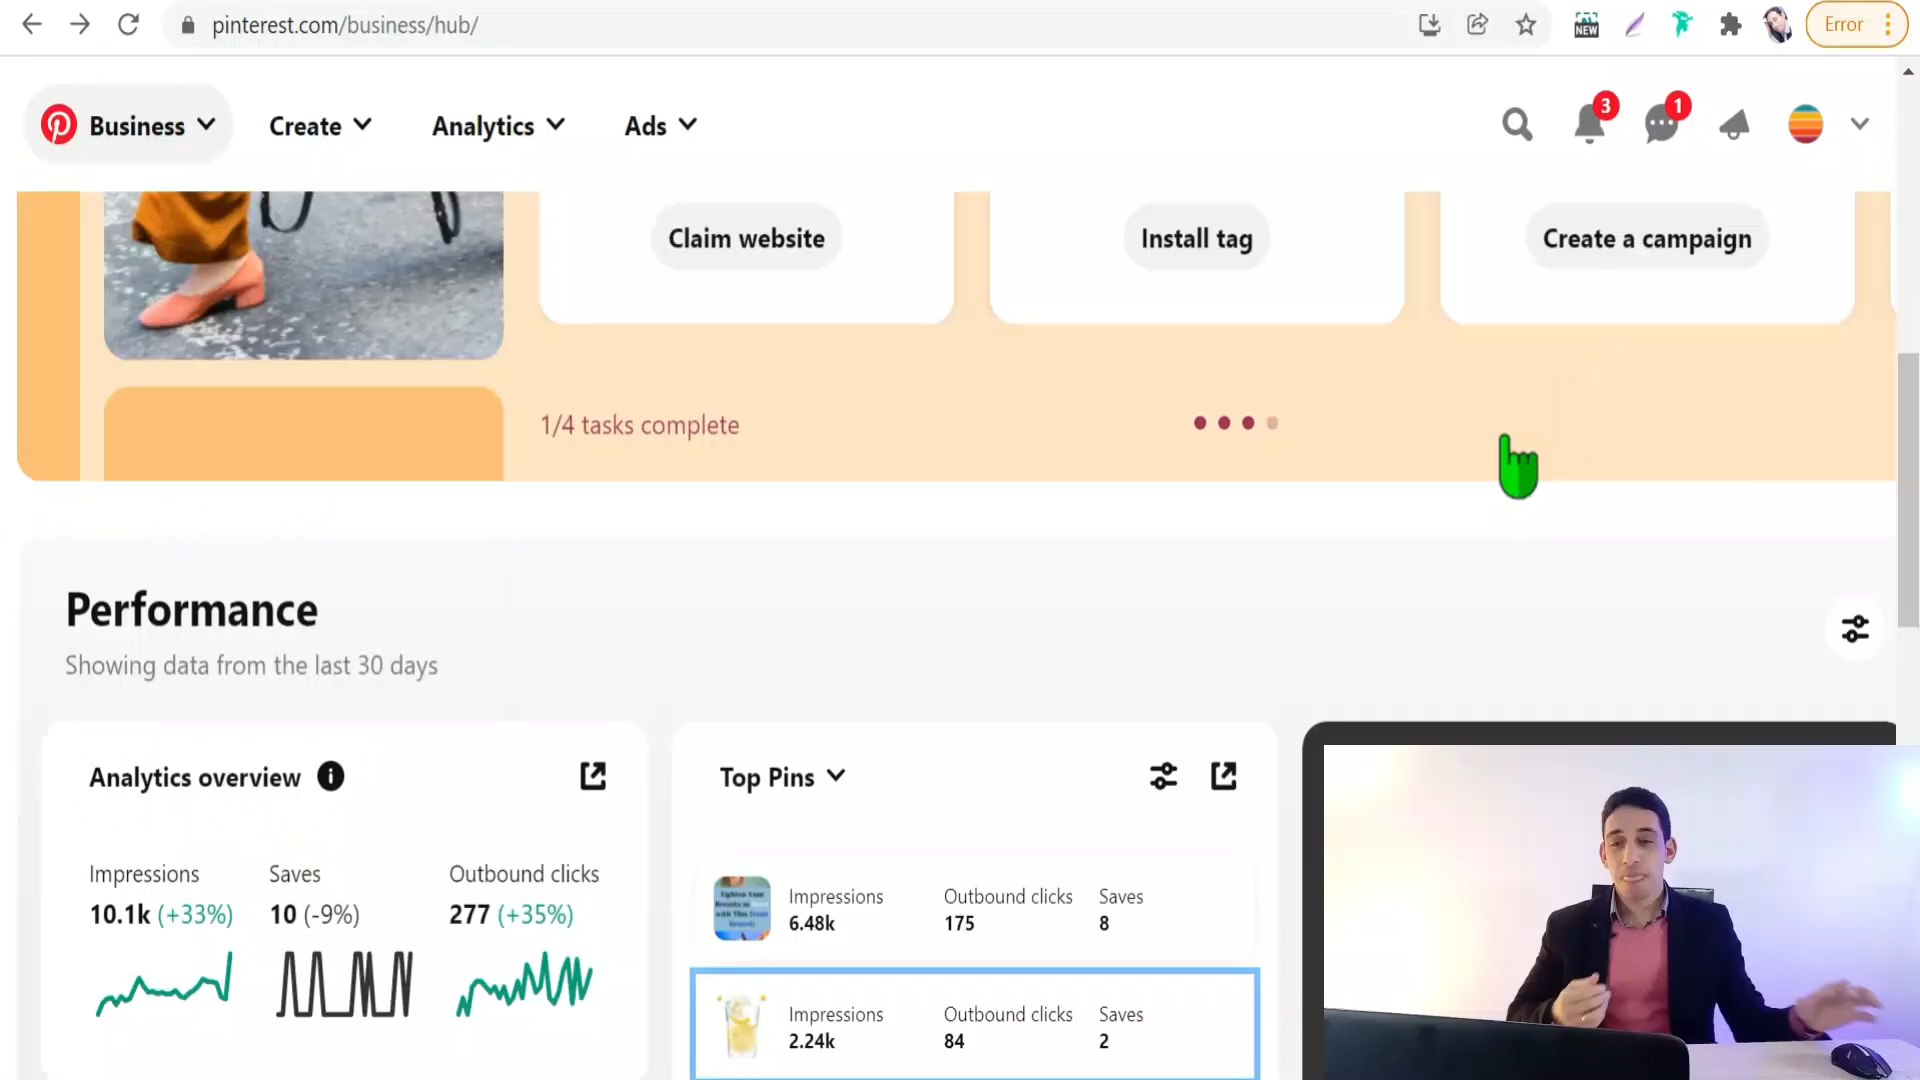 pinterest.com/business/hub/
NEW
Error
Business
Create
Analytics
Ads
3
1
Claim website
Install tag
Create a campaign
1/4 tasks complete
Performance
Showing data from the last 30 days
Analytics overview
Top Pins
Impressions
10.1k (+33%)
Saves
10 (-9%)
Outbound clicks
277 (+35%)
Impressions
6.48k
Outbound clicks
175
Saves
8
Impressions
2.24k
Outbound clicks
84
Saves
2